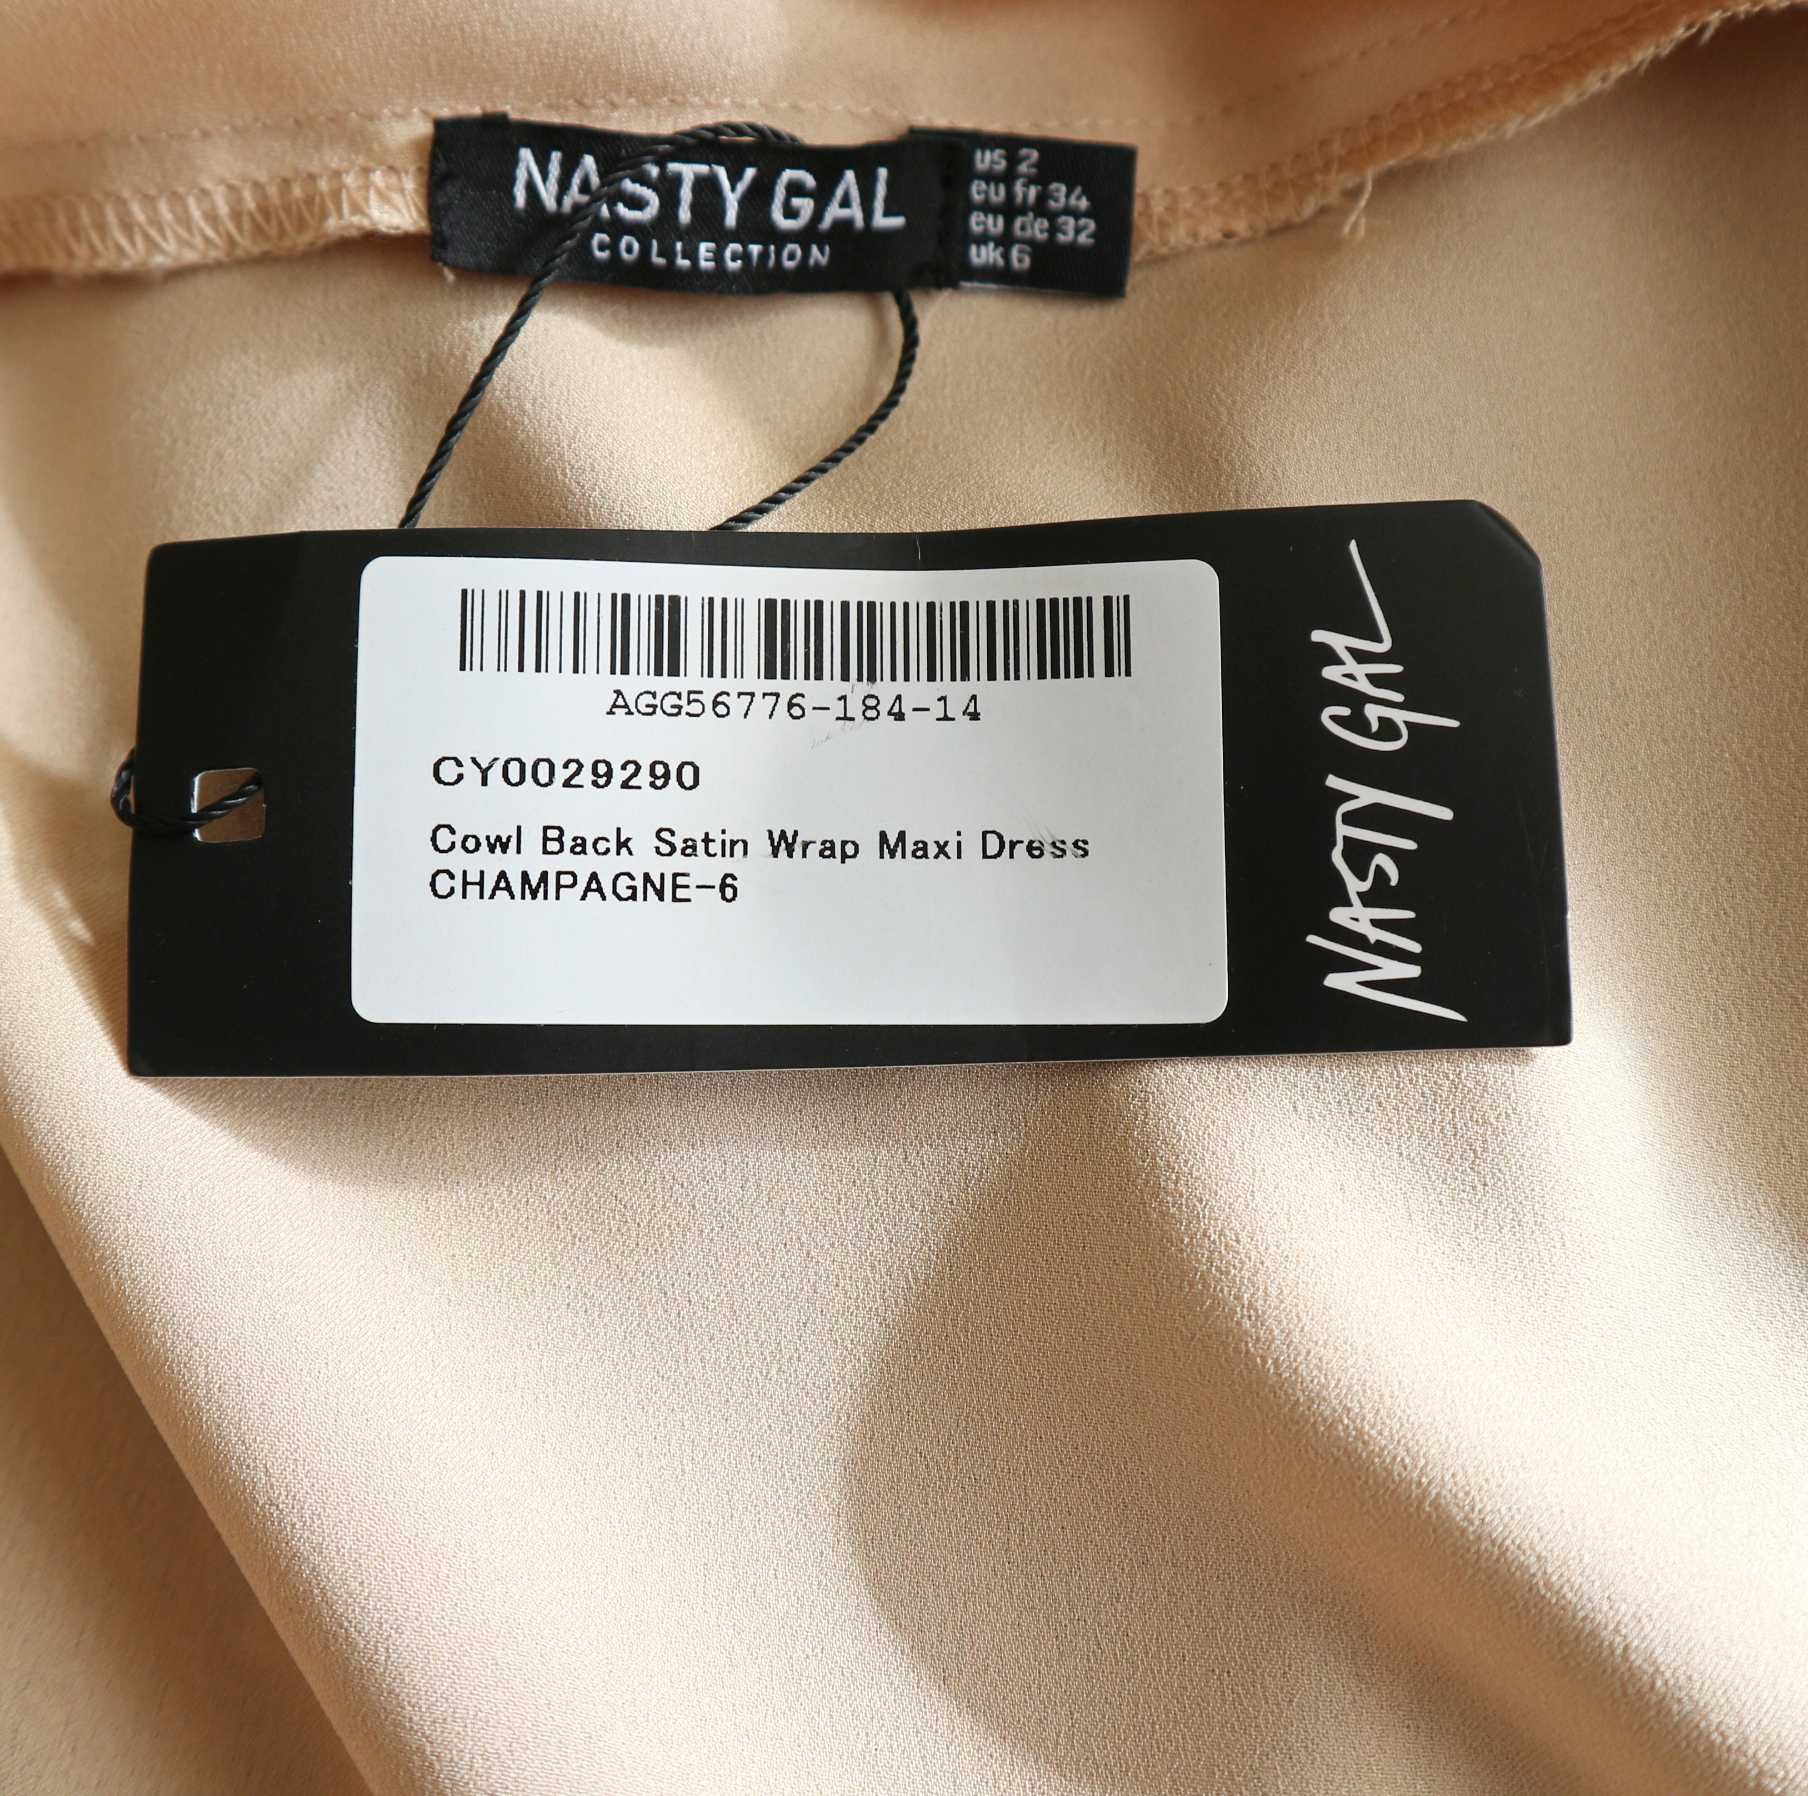 NASTY GAL
COLLECTION
us 2
eu fr 34
eu de 32
uk 6
AGG56776-184-14
CY0029290
Cowl Back Satin Wrap Maxi Dress
CHAMPAGNE-6
NASTY GAL